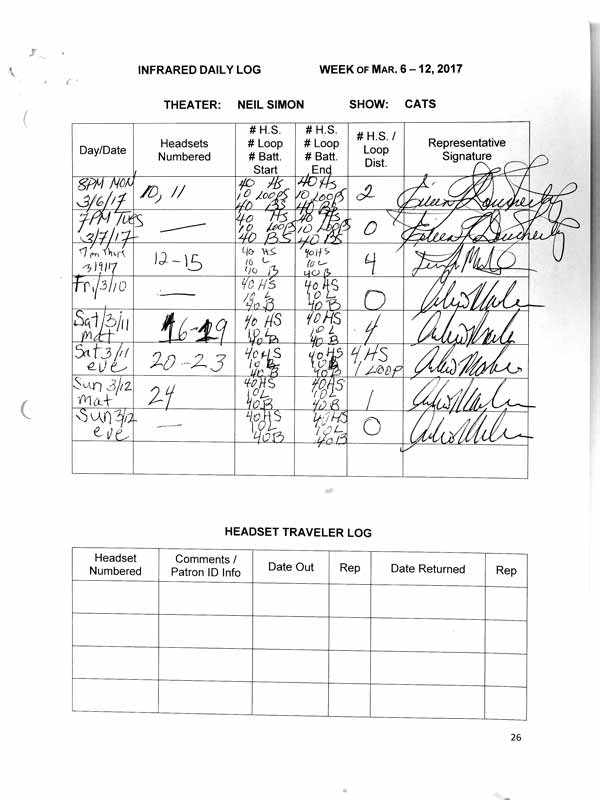 INFRARED DAILY LOG WEEK OF MAR. 6 – 12, 2017
THEATER: NEIL SIMON SHOW: CATS
Day/Date Headsets Numbered # H.S. # Loop # Batt. Start # H.S. # Loop # Batt. End # H.S. / Loop Dist. Representative Signature
8PM MON 3/6/17 10, 11 40 HS 10 LOOPS 40 BS 40 HS 10 LOOPS 40 BS 2 Eileen Dougherty
7PM TUES 3/7/17 — 40 HS 10 LOOPS 40 BS 40 HS 10 LOOPS 40 BS 0 Eileen Dougherty
7pm Thurs 3/9/17 12-15 40 HS 10 L 40 B 40 HS 10 L 40 B 4
Fri/3/10 — 40 HS 10 L 40 B 40 HS 10 L 40 B 0
Sat/3/11 mat 16-19 40 HS 10 L 40 B 40 HS 10 L 40 B 4
Sat 3/11 eve 20-23 40 HS 10 L 40 B 40 HS 10 L 40 B 4 HS 1 LOOP
Sun 3/12 mat 24 40 HS 10 L 40 B 40 HS 10 L 40 B 1
Sun 3/12 eve — 40 HS 10 L 40 B 40 HS 10 L 40 B 0
HEADSET TRAVELER LOG
Headset Numbered Comments / Patron ID Info Date Out Rep Date Returned Rep
26